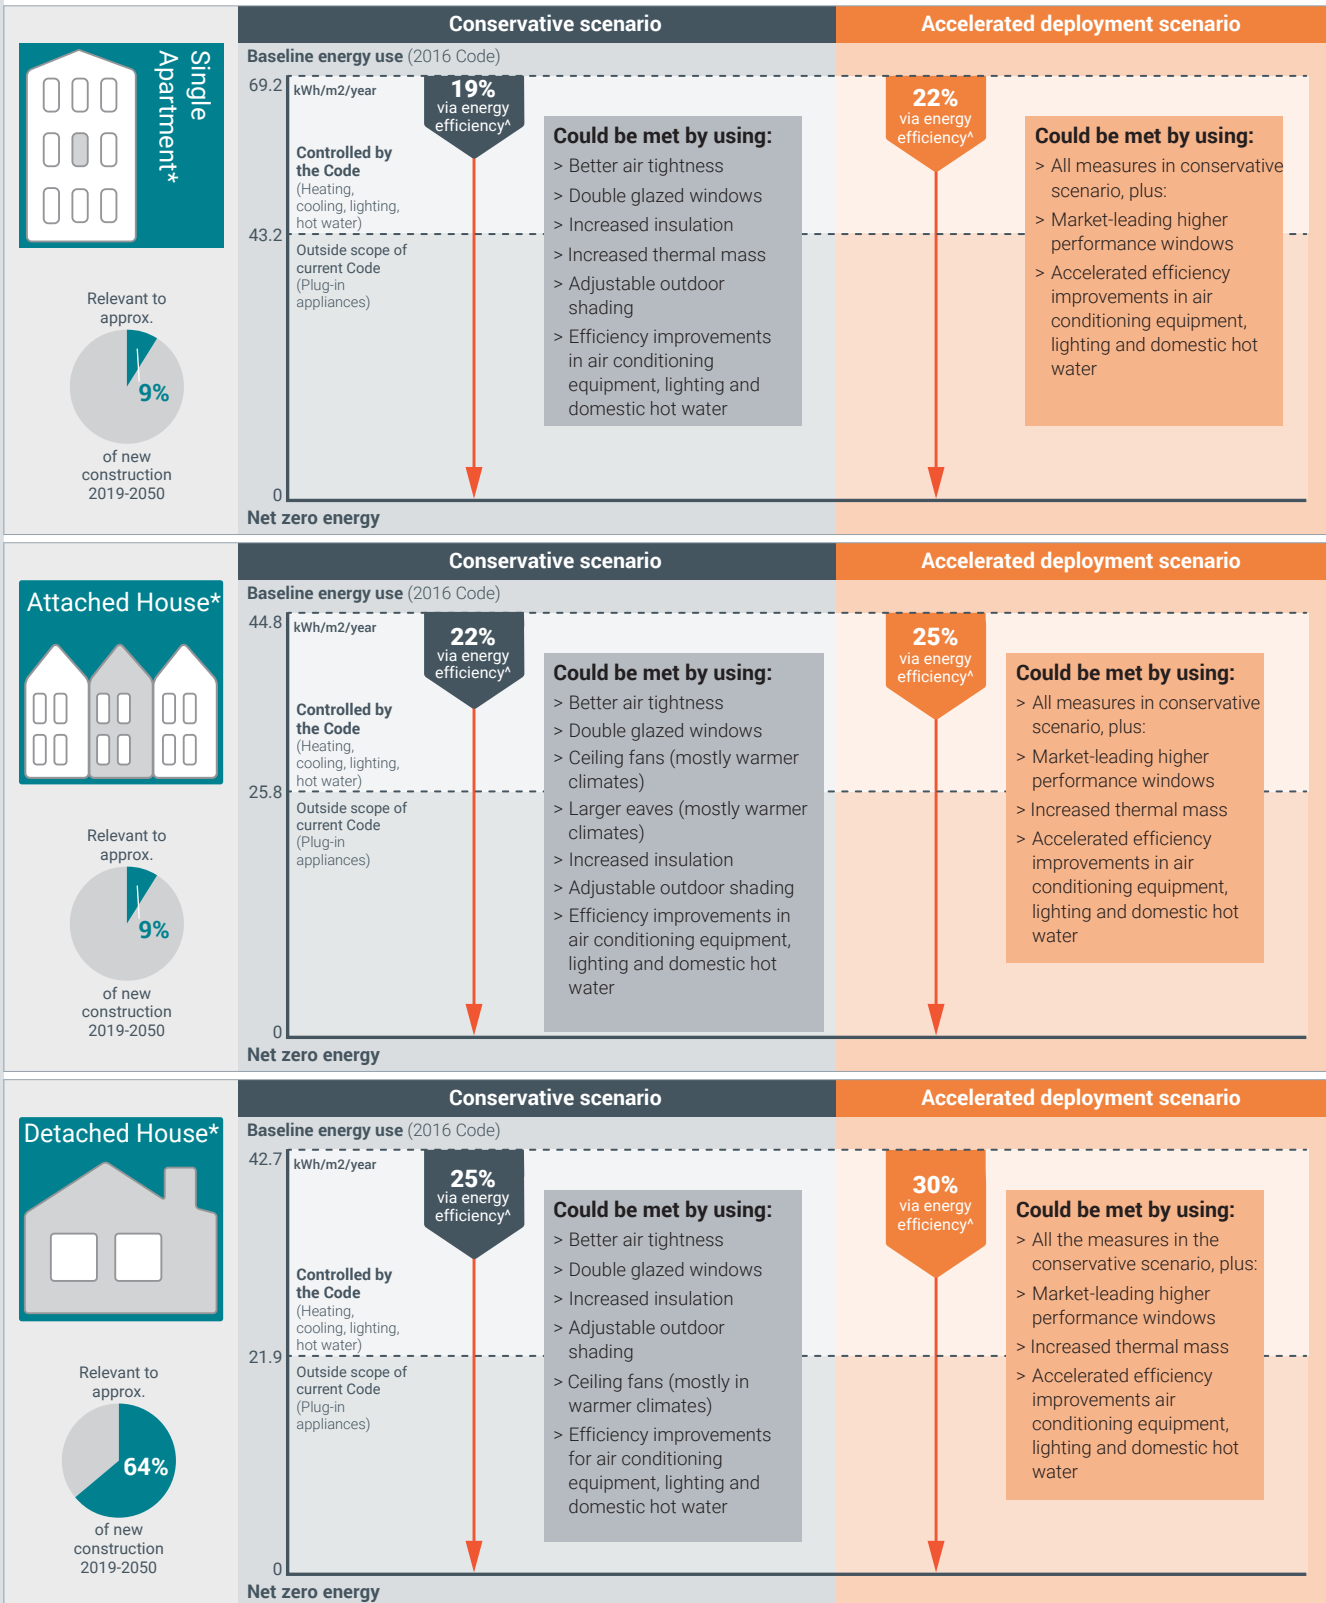 Conservative scenario
Accelerated deployment scenario
Single
Apartment*
Relevant to
approx.
9%
of new
construction
2019-2050
Baseline energy use (2016 Code)
69.2
kWh/m2/year
Controlled by
the Code
(Heating,
cooling, lighting,
hot water)
43.2
Outside scope of
current Code
(Plug-in
appliances)
0
Net zero energy
19%
via energy
efficiency^
Could be met by using:
> Better air tightness
> Double glazed windows
> Increased insulation
> Increased thermal mass
> Adjustable outdoor
shading
> Efficiency improvements
in air conditioning
equipment, lighting and
domestic hot water
22%
via energy
efficiency^
Could be met by using:
> All measures in conservative
scenario, plus:
> Market-leading higher
performance windows
> Accelerated efficiency
improvements in air
conditioning equipment,
lighting and domestic hot
water
Conservative scenario
Accelerated deployment scenario
Attached House*
Relevant to
approx.
9%
of new
construction
2019-2050
Baseline energy use (2016 Code)
44.8
kWh/m2/year
Controlled by
the Code
(Heating,
cooling, lighting,
hot water)
25.8
Outside scope of
current Code
(Plug-in
appliances)
0
Net zero energy
22%
via energy
efficiency^
Could be met by using:
> Better air tightness
> Double glazed windows
> Ceiling fans (mostly warmer
climates)
> Larger eaves (mostly warmer
climates)
> Increased insulation
> Adjustable outdoor shading
> Efficiency improvements in
air conditioning equipment,
lighting and domestic hot
water
25%
via energy
efficiency^
Could be met by using:
> All measures in conservative
scenario, plus:
> Market-leading higher
performance windows
> Increased thermal mass
> Accelerated efficiency
improvements in air
conditioning equipment,
lighting and domestic hot
water
Conservative scenario
Accelerated deployment scenario
Detached House*
Relevant to
approx.
64%
of new
construction
2019-2050
Baseline energy use (2016 Code)
42.7
kWh/m2/year
Controlled by
the Code
(Heating,
cooling, lighting,
hot water)
21.9
Outside scope of
current Code
(Plug-in
appliances)
0
Net zero energy
25%
via energy
efficiency^
Could be met by using:
> Better air tightness
> Double glazed windows
> Increased insulation
> Adjustable outdoor
shading
> Ceiling fans (mostly in
warmer climates)
> Efficiency improvements
for air conditioning
equipment, lighting and
domestic hot water
30%
via energy
efficiency^
Could be met by using:
> All the measures in the
conservative scenario, plus:
> Market-leading higher
performance windows
> Increased thermal mass
> Accelerated efficiency
improvements air
conditioning equipment,
lighting and domestic hot
water